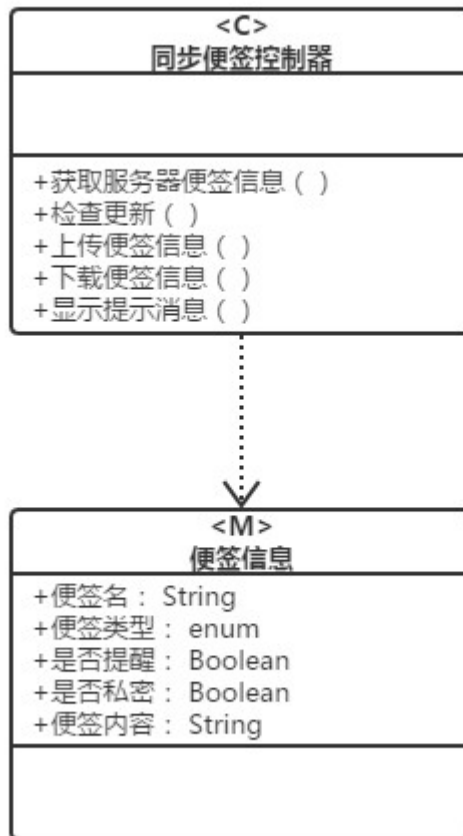 <C>
同步便签控制器
+获取服务器便签信息( )
+检查更新( )
+上传便签信息( )
+下载便签信息( )
+显示提示消息( )
<M>
便签信息
+便签名： String
+便签类型： enum
+是否提醒： Boolean
+是否私密： Boolean
+便签内容： String